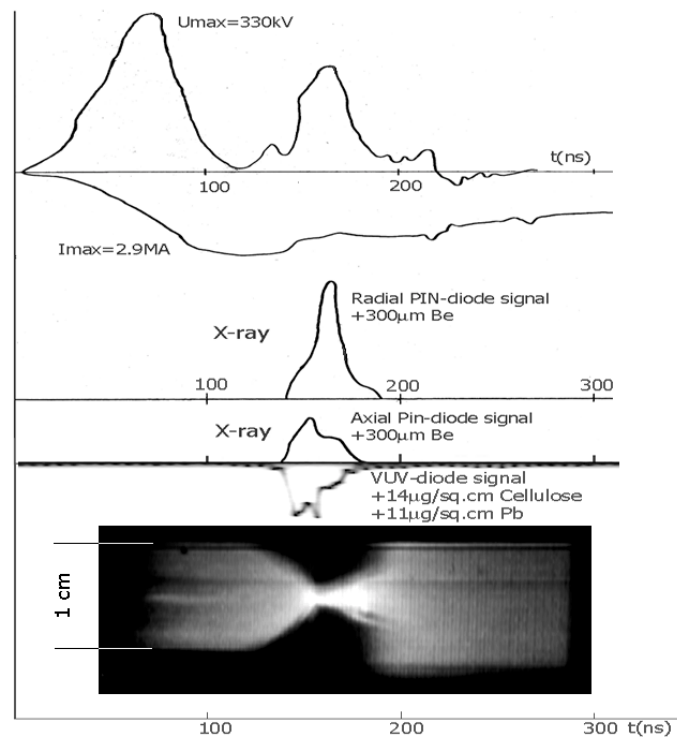 Umax=330kV
t(ns)
100
200
Imax=2.9MA
Radial PIN-diode signal
+300μm Be
X-ray
100
200
300
X-ray
Axial Pin-diode signal
+300μm Be
VUV-diode signal
+14μg/sq.cm Cellulose
+11μg/sq.cm Pb
1 cm
100
200
300 t(ns)